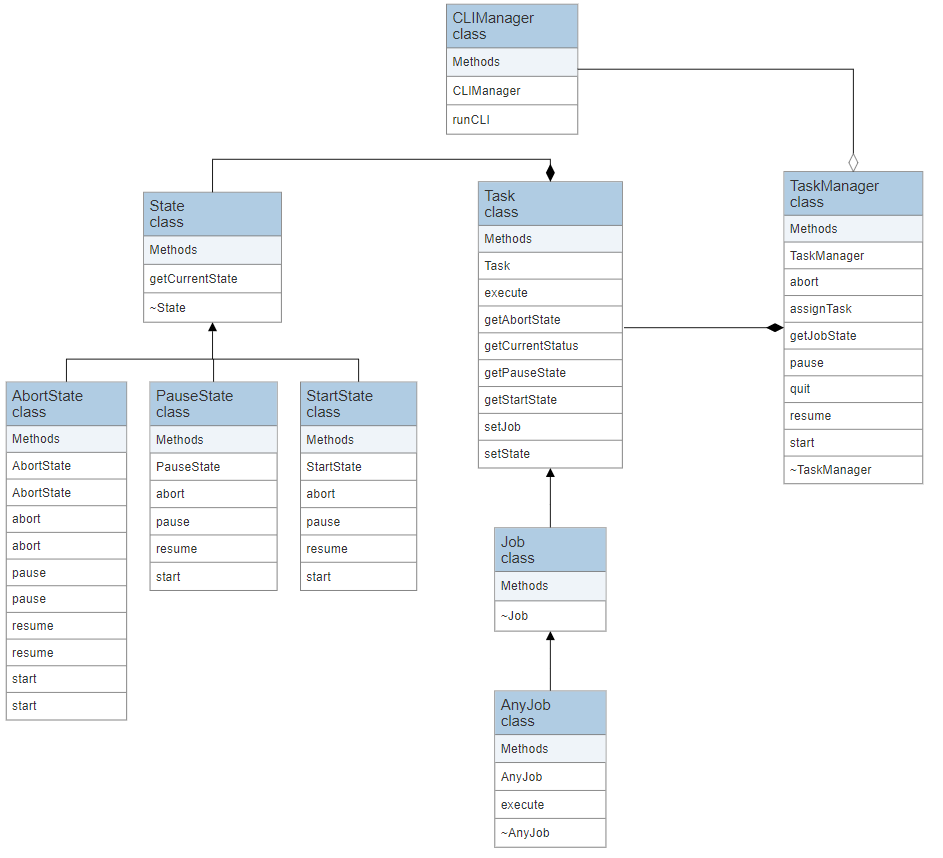 CLIManager
class
Methods
CLIManager
runCLI
State
class
Methods
getCurrentState
~State
Task
class
Methods
Task
execute
getAbortState
getCurrentStatus
getPauseState
getStartState
setJob
setState
TaskManager
class
Methods
TaskManager
abort
assignTask
getJobState
pause
quit
resume
start
~TaskManager
AbortState
class
Methods
AbortState
AbortState
abort
abort
pause
pause
resume
resume
start
start
PauseState
class
Methods
PauseState
abort
pause
resume
start
StartState
class
Methods
StartState
abort
pause
resume
start
Job
class
Methods
~Job
AnyJob
class
Methods
AnyJob
execute
~AnyJob